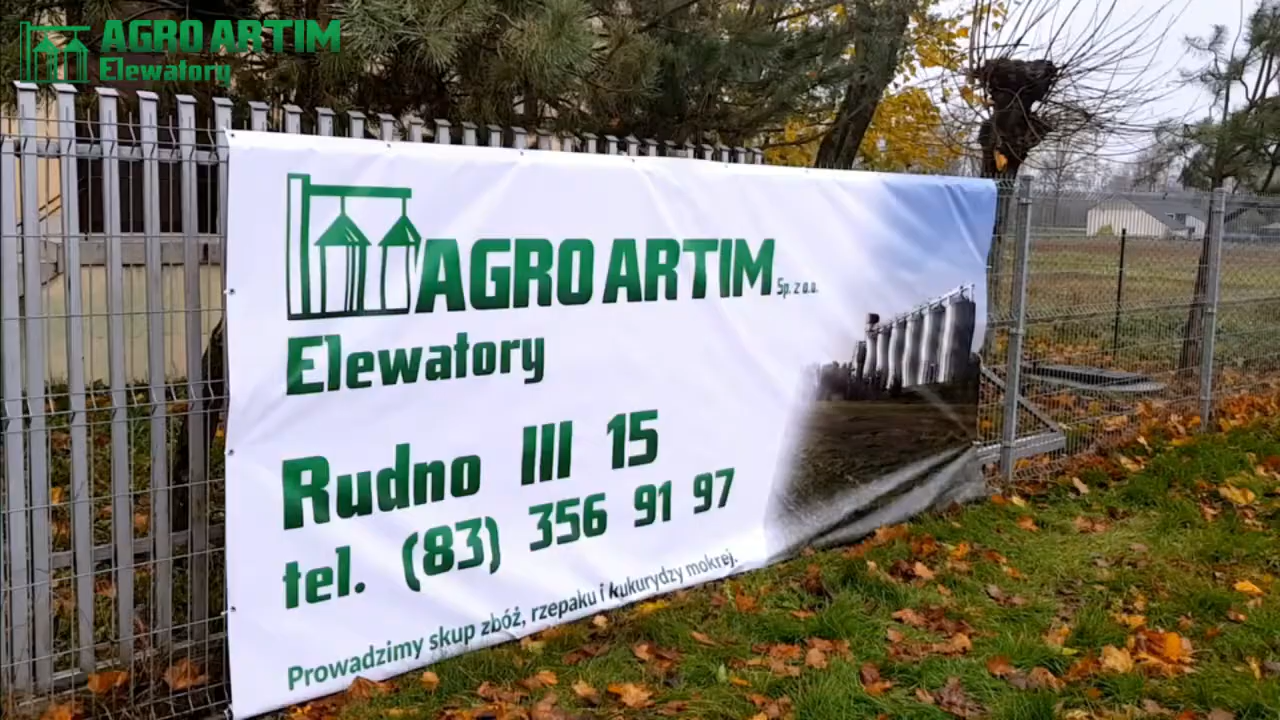 AGRO ARTIM
Elewatory
AGRO ARTIM Sp. z o.o.
Elewatory
Rudno III 15
tel. (83) 356 91 97
Prowadzimy skup zbóż, rzepaku i kukurydzy mokrej.